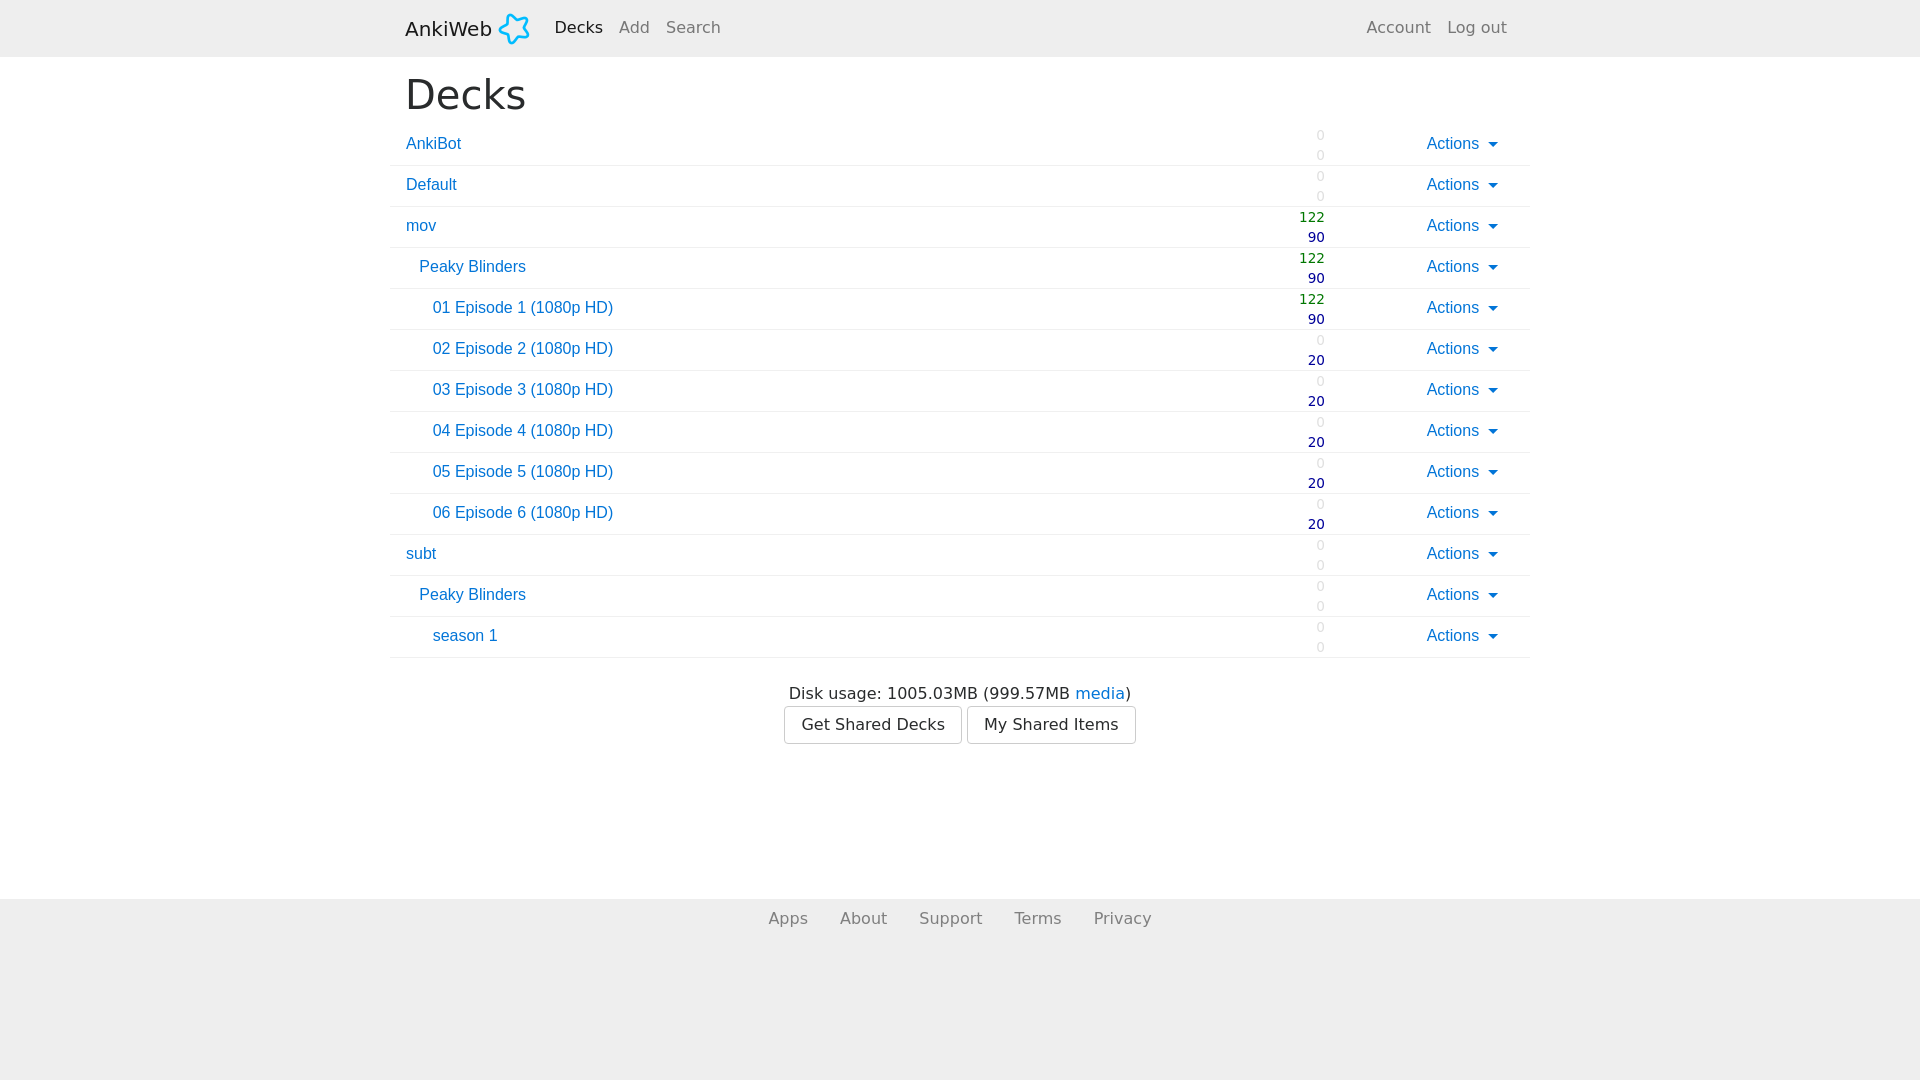 AnkiWeb Decks Add Search Account Log out
Decks
AnkiBot 0 0 Actions
Default 0 0 Actions
mov 122 90 Actions
Peaky Blinders 122 90 Actions
01 Episode 1 (1080p HD) 122 90 Actions
02 Episode 2 (1080p HD) 0 20 Actions
03 Episode 3 (1080p HD) 0 20 Actions
04 Episode 4 (1080p HD) 0 20 Actions
05 Episode 5 (1080p HD) 0 20 Actions
06 Episode 6 (1080p HD) 0 20 Actions
subt 0 0 Actions
Peaky Blinders 0 0 Actions
season 1 0 0 Actions
Disk usage: 1005.03MB (999.57MB media)
Get Shared Decks My Shared Items
Apps About Support Terms Privacy